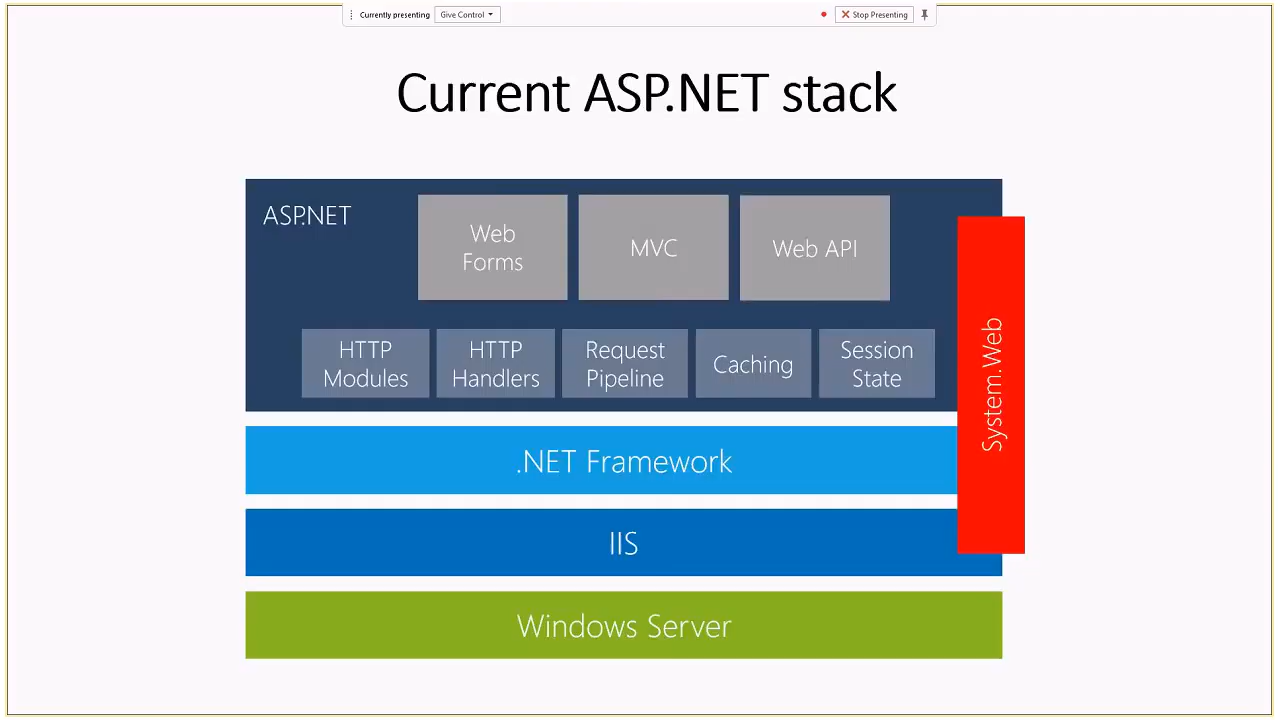 Currently presenting Give Control Stop Presenting
Current ASP.NET stack
ASP.NET
Web
Forms
MVC
Web API
HTTP
Modules
HTTP
Handlers
Request
Pipeline
Caching
Session
State
System.Web
.NET Framework
IIS
Windows Server